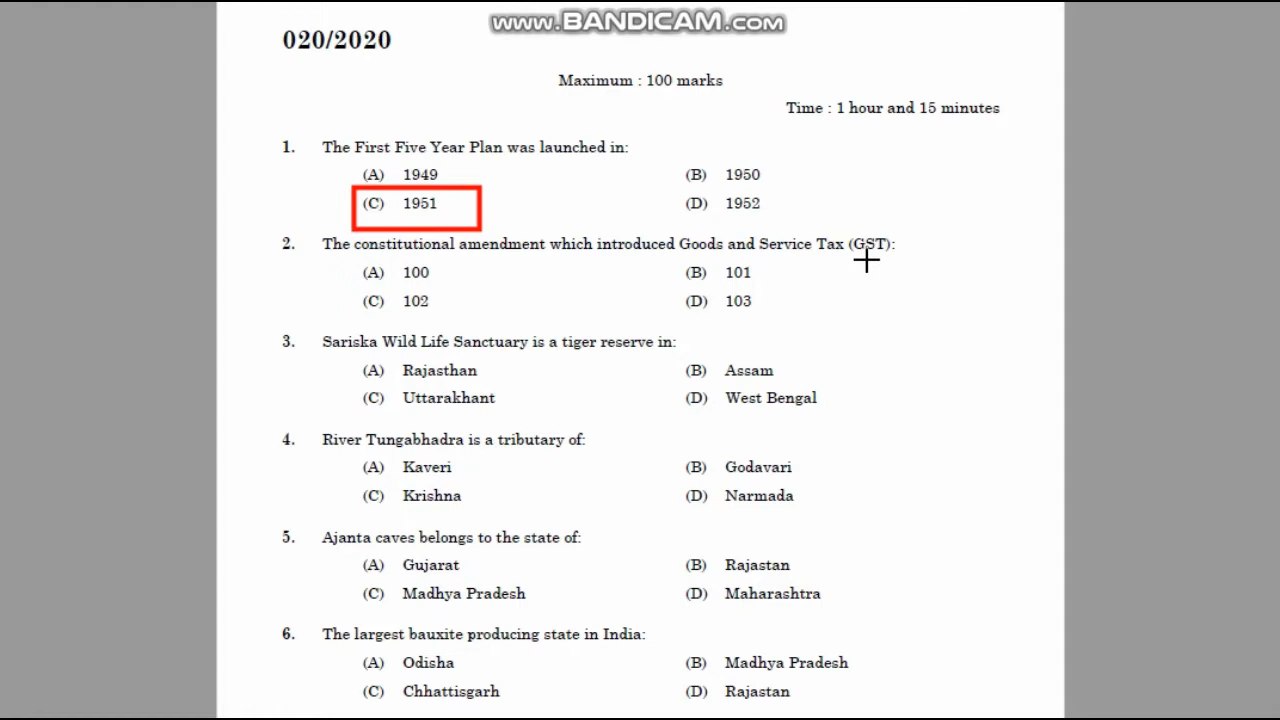 www.BANDICAM.com
020/2020
Maximum : 100 marks
Time : 1 hour and 15 minutes
1. The First Five Year Plan was launched in:
(A) 1949 (B) 1950
(C) 1951 (D) 1952
2. The constitutional amendment which introduced Goods and Service Tax (GST):
(A) 100 (B) 101
(C) 102 (D) 103
3. Sariska Wild Life Sanctuary is a tiger reserve in:
(A) Rajasthan (B) Assam
(C) Uttarakhant (D) West Bengal
4. River Tungabhadra is a tributary of:
(A) Kaveri (B) Godavari
(C) Krishna (D) Narmada
5. Ajanta caves belongs to the state of:
(A) Gujarat (B) Rajastan
(C) Madhya Pradesh (D) Maharashtra
6. The largest bauxite producing state in India:
(A) Odisha (B) Madhya Pradesh
(C) Chhattisgarh (D) Rajastan